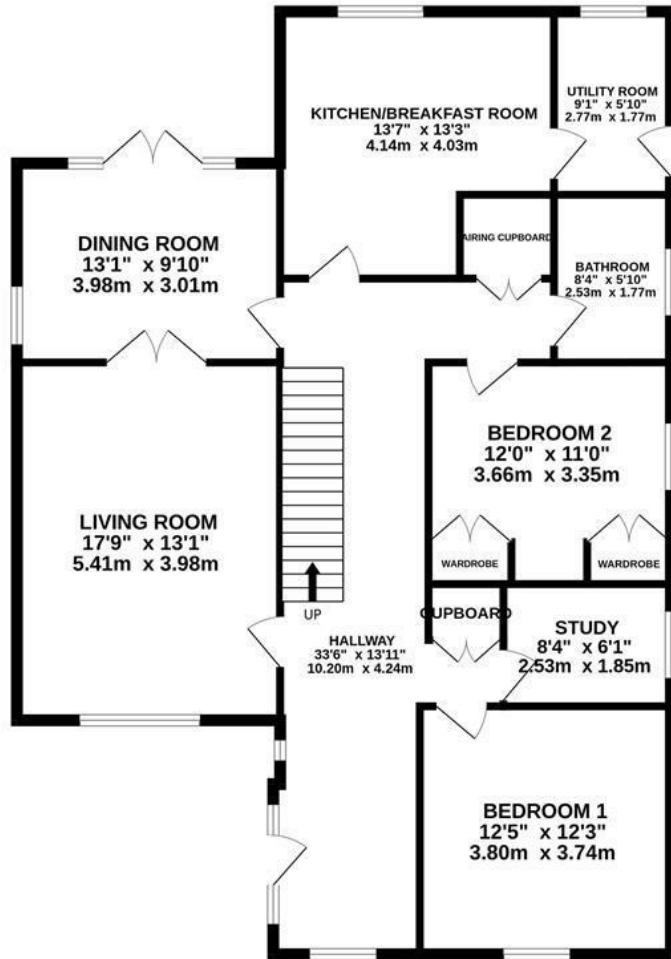 KITCHEN/BREAKFAST ROOM
13'7" x 13'3"
4.14m x 4.03m
UTILITY ROOM
9'1" x 5'10"
2.77m x 1.77m
DINING ROOM
13'1" x 9'10"
3.98m x 3.01m
AIRING CUPBOARD
BATHROOM
8'4" x 5'10"
2.53m x 1.77m
BEDROOM 2
12'0" x 11'0"
3.66m x 3.35m
WARDROBE
WARDROBE
LIVING ROOM
17'9" x 13'1"
5.41m x 3.98m
UP
CUPBOARD
STUDY
8'4" x 6'1"
2.53m x 1.85m
HALLWAY
33'6" x 13'11"
10.20m x 4.24m
BEDROOM 1
12'5" x 12'3"
3.80m x 3.74m